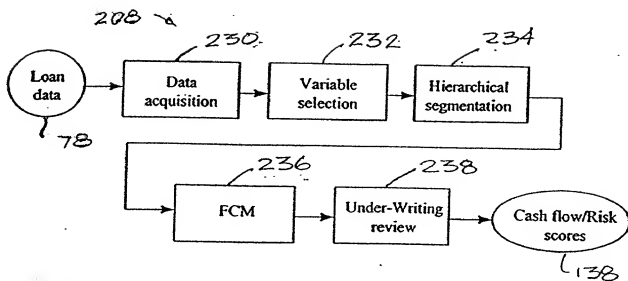 208
230
232
234
Loan
data
Data
acquisition
Variable
selection
Hierarchical
segmentation
78
236
238
FCM
Under-Writing
review
Cash flow/Risk
scores
138